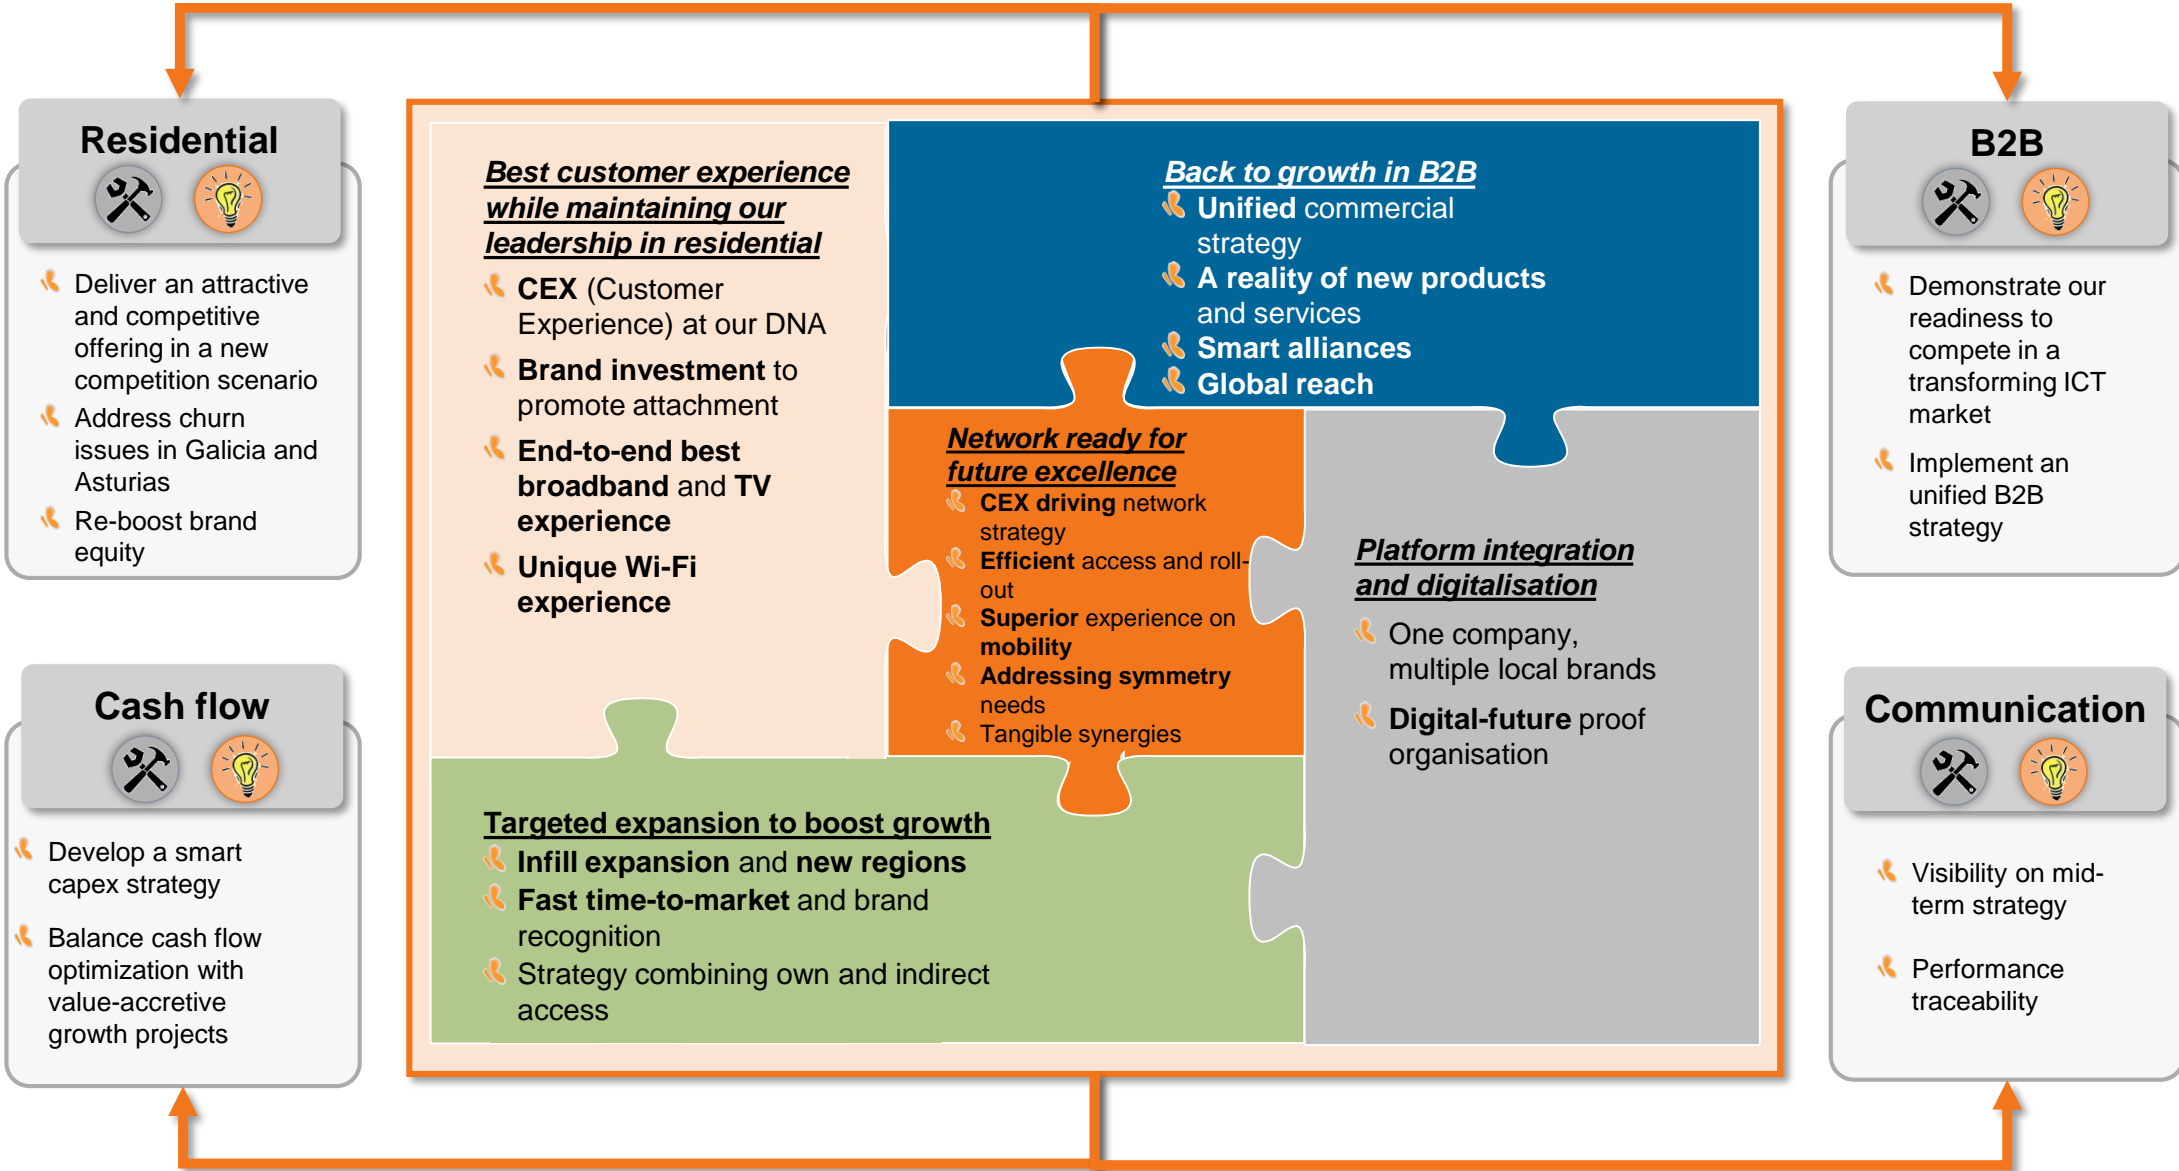 Residential
Deliver an attractive
and competitive
offering in a new
competition scenario
Address churn
issues in Galicia and
Asturias
Re-boost brand
equity
Cash flow
Develop a smart
capex strategy
Balance cash flow
optimization with
value-accretive
growth projects
Best customer experience
while maintaining our
leadership in residential
CEX (Customer
Experience) at our DNA
Brand investment to
promote attachment
End-to-end best
broadband and TV
experience
Unique Wi-Fi
experience
Back to growth in B2B
Unified commercial
strategy
A reality of new products
and services
Smart alliances
Global reach
Network ready for
future excellence
CEX driving network
strategy
Efficient access and roll-
out
Superior experience on
mobility
Addressing symmetry
needs
Tangible synergies
Platform integration
and digitalisation
One company,
multiple local brands
Digital-future proof
organisation
Targeted expansion to boost growth
Infill expansion and new regions
Fast time-to-market and brand
recognition
Strategy combining own and indirect
access
B2B
Demonstrate our
readiness to
compete in a
transforming ICT
market
Implement an
unified B2B
strategy
Communication
Visibility on mid-
term strategy
Performance
traceability